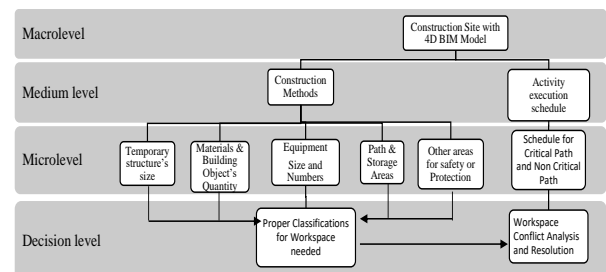 Macrolevel
Construction Site with
4D BIM Model
Medium level
Construction
Methods
Activity
execution
schedule
Microlevel
Temporary
structure's
size
Materials &
Building
Object's
Quantity
Equipment
Size and
Numbers
Path &
Storage
Areas
Other areas
for safety or
Protection
Schedule for
Critical Path
and Non Critical
Path
Decision level
Proper Classifications
for Workspace
needed
Workspace
Conflict Analysis
and Resolution